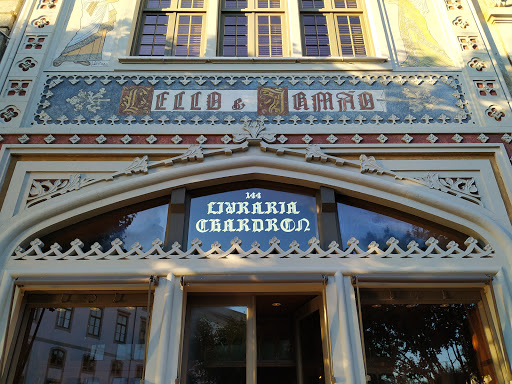 Lello & Irmão
144
LIVRARIA
CHARDRON